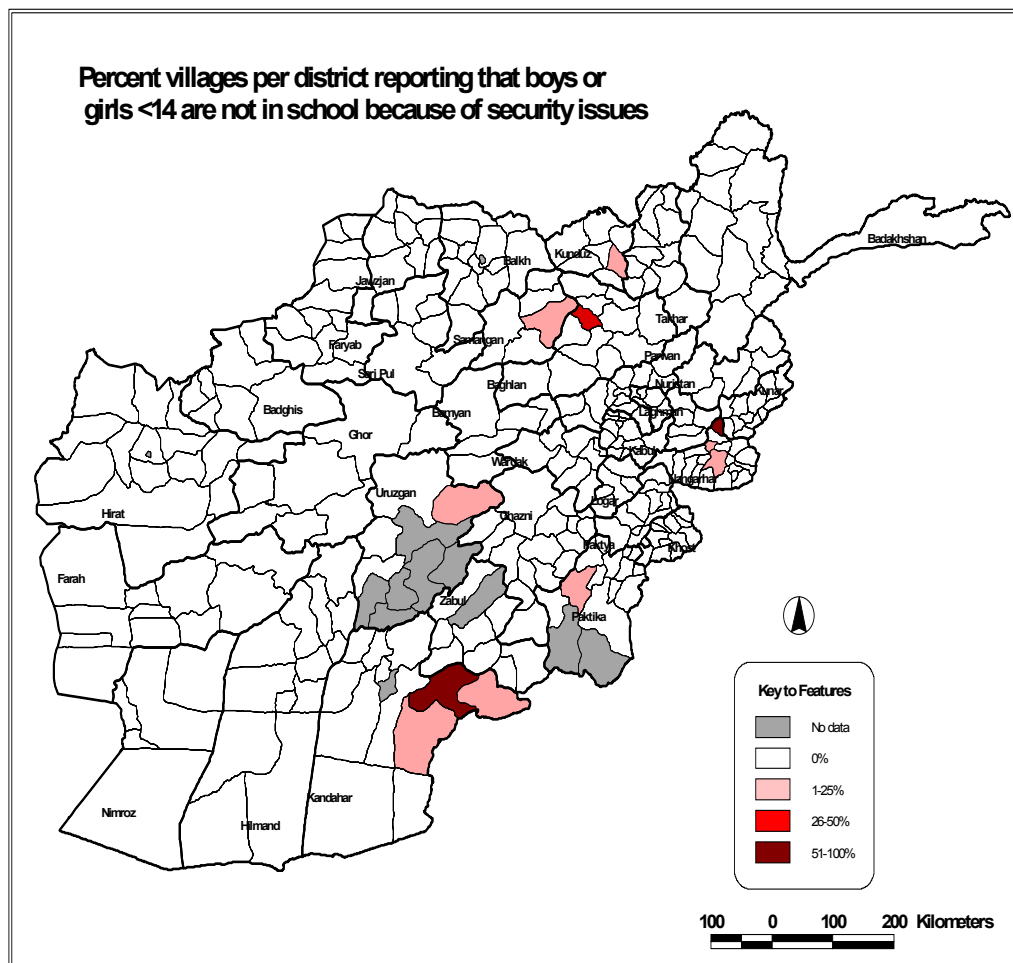 Percent villages per district reporting that boys or
girls <14 are not in school because of security issues
Badakhshan
Kunduz
Balkh
Jawzjan
Takhar
Samangan
Faryab
Parwan
Sari Pul
Baghlan
Nuristan
Kunar
Badghis
Bamyan
Laghman
Ghor
Kabul
Wardak
Nangarhar
Uruzgan
Logar
Ghazni
Hirat
Paktya
Khost
Farah
Zabul
Paktika
Kandahar
Nimroz
Hilmand
Key to Features
No data
0%
1-25%
26-50%
51-100%
100 0 100 200 Kilometers